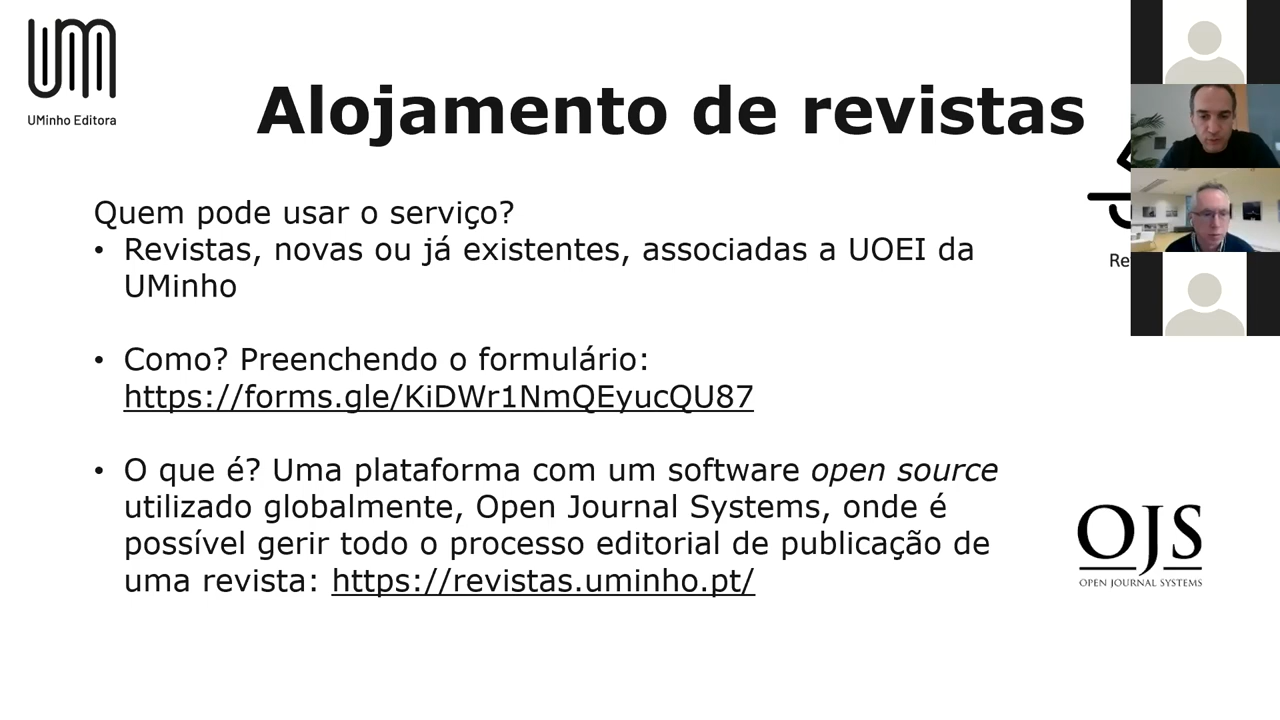 UMinho Editora
Alojamento de revistas
Quem pode usar o serviço?
• Revistas, novas ou já existentes, associadas a UOEI da
UMinho
• Como? Preenchendo o formulário:
https://forms.gle/KiDWr1NmQEyucQU87
• O que é? Uma plataforma com um software open source
utilizado globalmente, Open Journal Systems, onde é
possível gerir todo o processo editorial de publicação de
uma revista: https://revistas.uminho.pt/
OJS
OPEN JOURNAL SYSTEMS